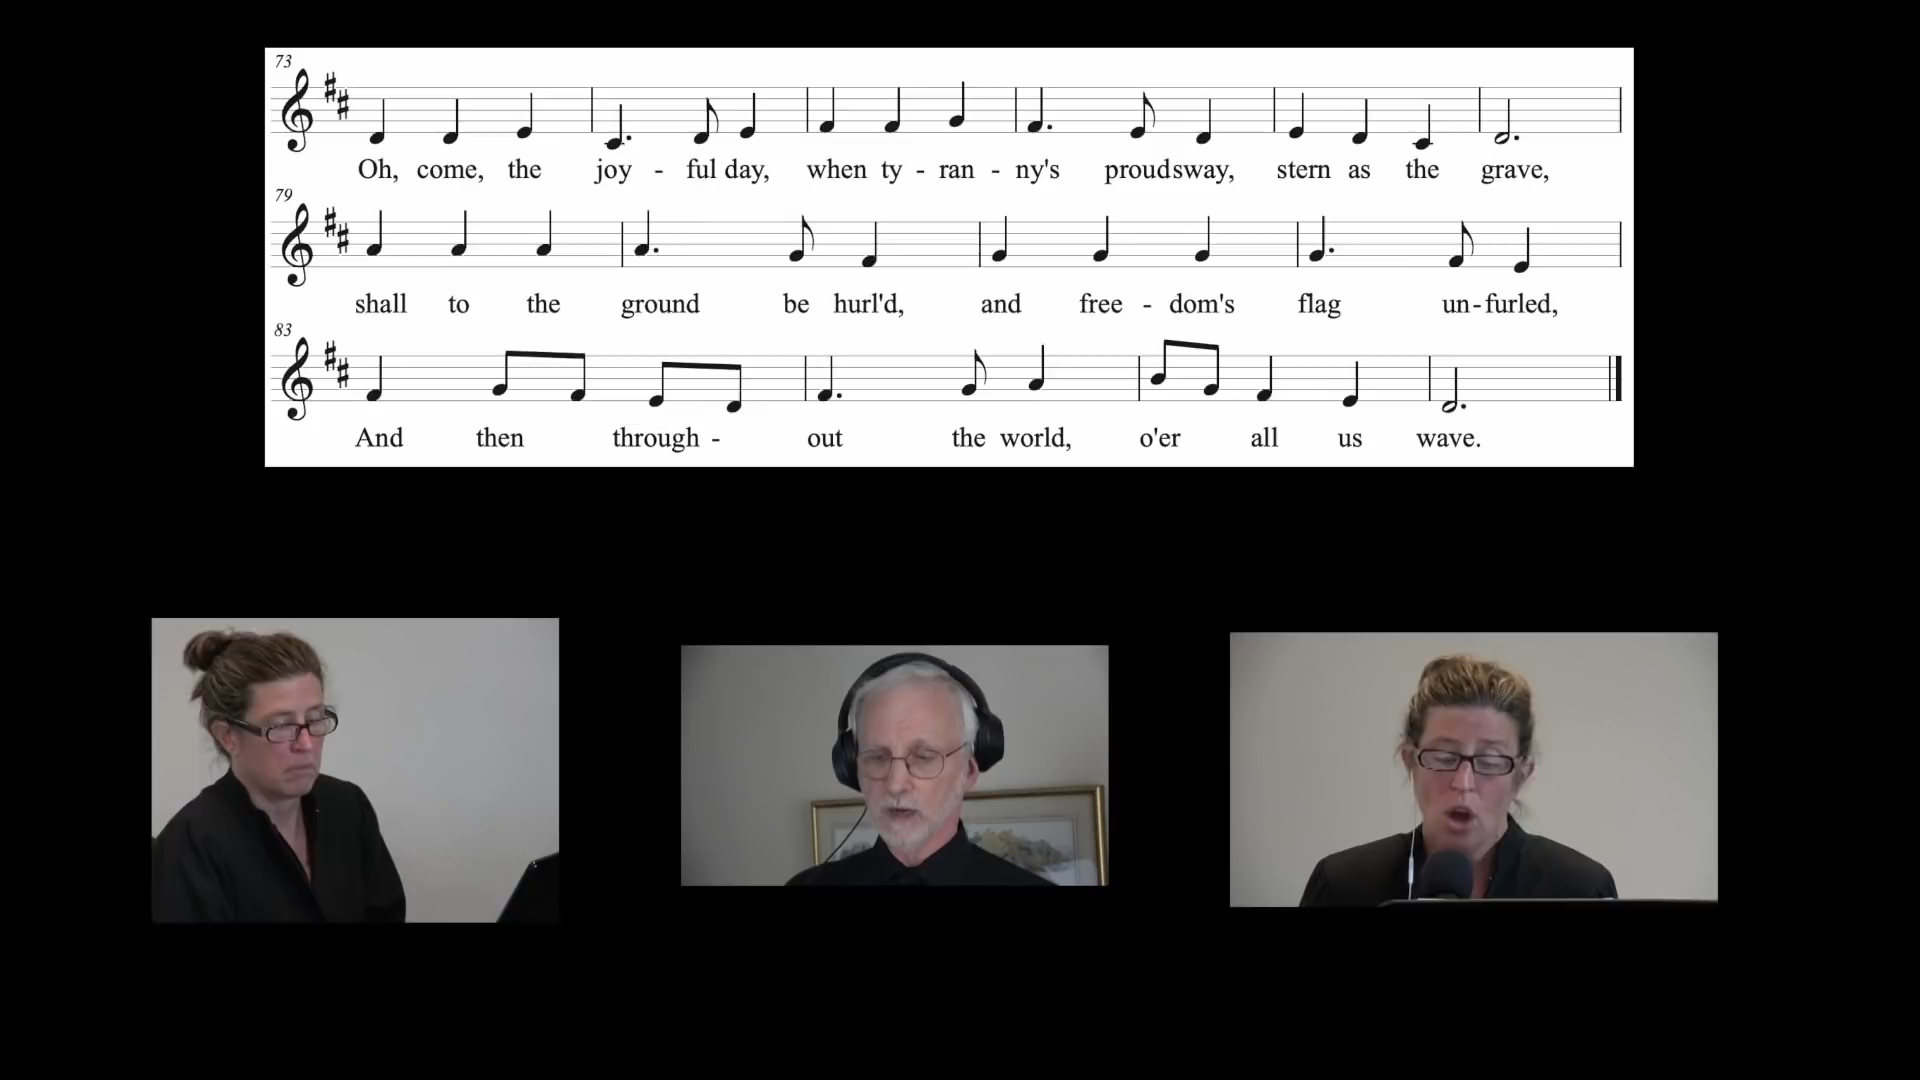 73
Oh, come, the joy - ful day, when ty - ran - ny's proud sway, stern as the grave,
79
shall to the ground be hurl'd, and free - dom's flag un - furled,
83
And then through - out the world, o'er all us wave.